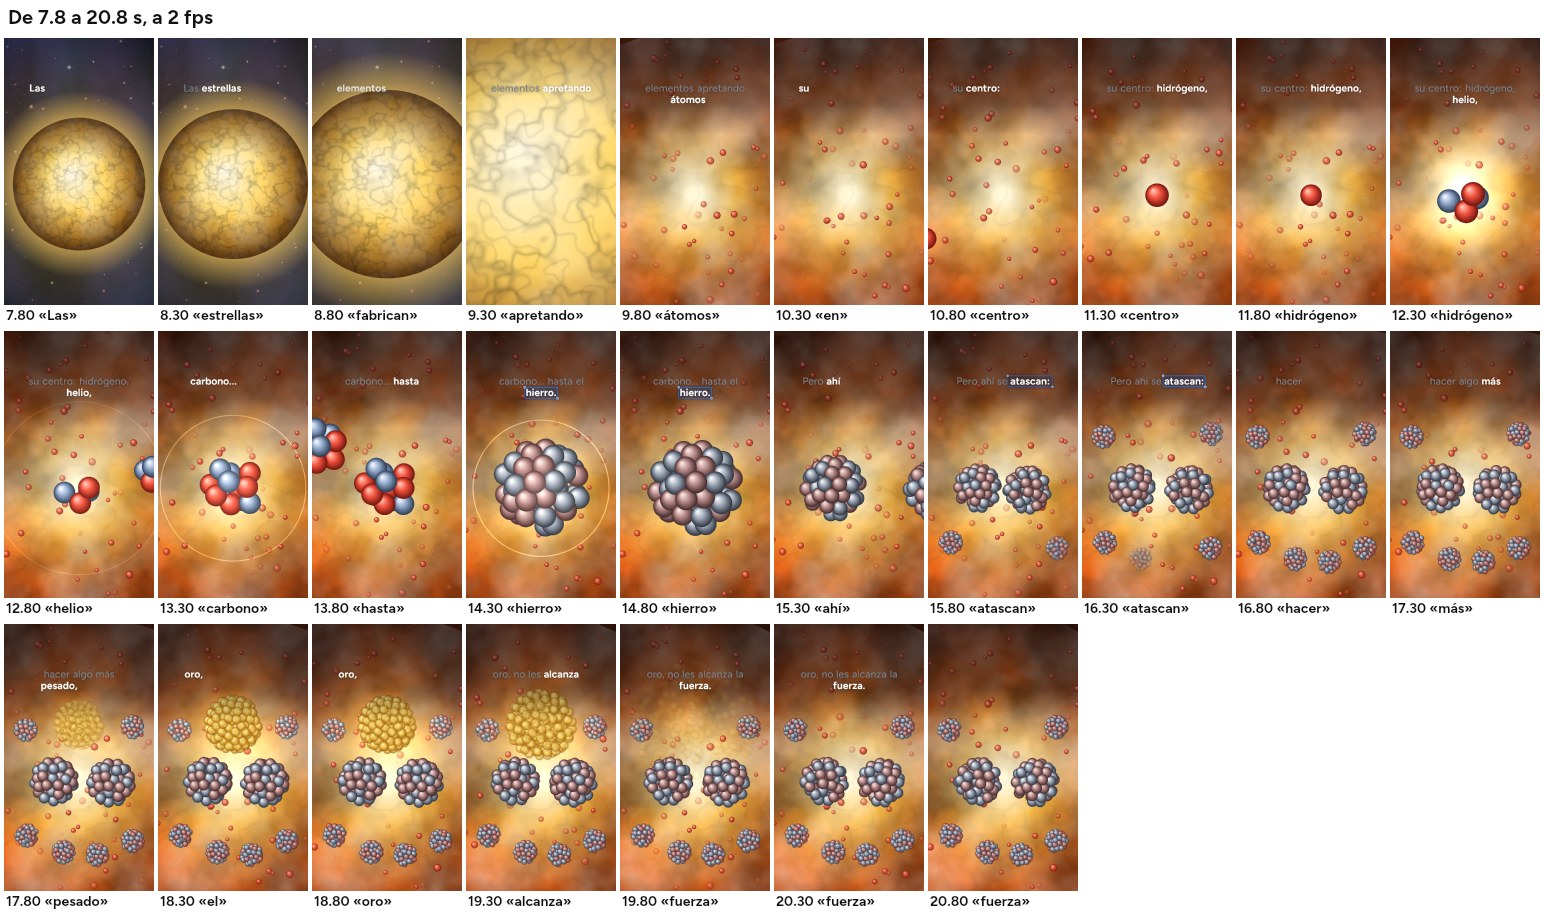 De 7.8 a 20.8 s, a 2 fps
Las
Las estrellas
elementos
elementos apretando
elementos apretando
átomos
su
su centro:
su centro: hidrógeno,
su centro: hidrógeno,
su centro: hidrógeno,
helio,
7.80 «Las»
8.30 «estrellas»
8.80 «fabrican»
9.30 «apretando»
9.80 «átomos»
10.30 «en»
10.80 «centro»
11.30 «centro»
11.80 «hidrógeno»
12.30 «hidrógeno»
su centro: hidrógeno,
helio,
carbono...
carbono... hasta
carbono... hasta el
hierro.
carbono... hasta el
hierro.
Pero ahí
Pero ahí se atascan:
Pero ahí se atascan:
hacer
hacer algo más
12.80 «helio»
13.30 «carbono»
13.80 «hasta»
14.30 «hierro»
14.80 «hierro»
15.30 «ahí»
15.80 «atascan»
16.30 «atascan»
16.80 «hacer»
17.30 «más»
hacer algo más
pesado,
oro,
oro,
oro, no les alcanza
oro, no les alcanza la
fuerza.
oro, no les alcanza la
fuerza.
17.80 «pesado»
18.30 «el»
18.80 «oro»
19.30 «alcanza»
19.80 «fuerza»
20.30 «fuerza»
20.80 «fuerza»